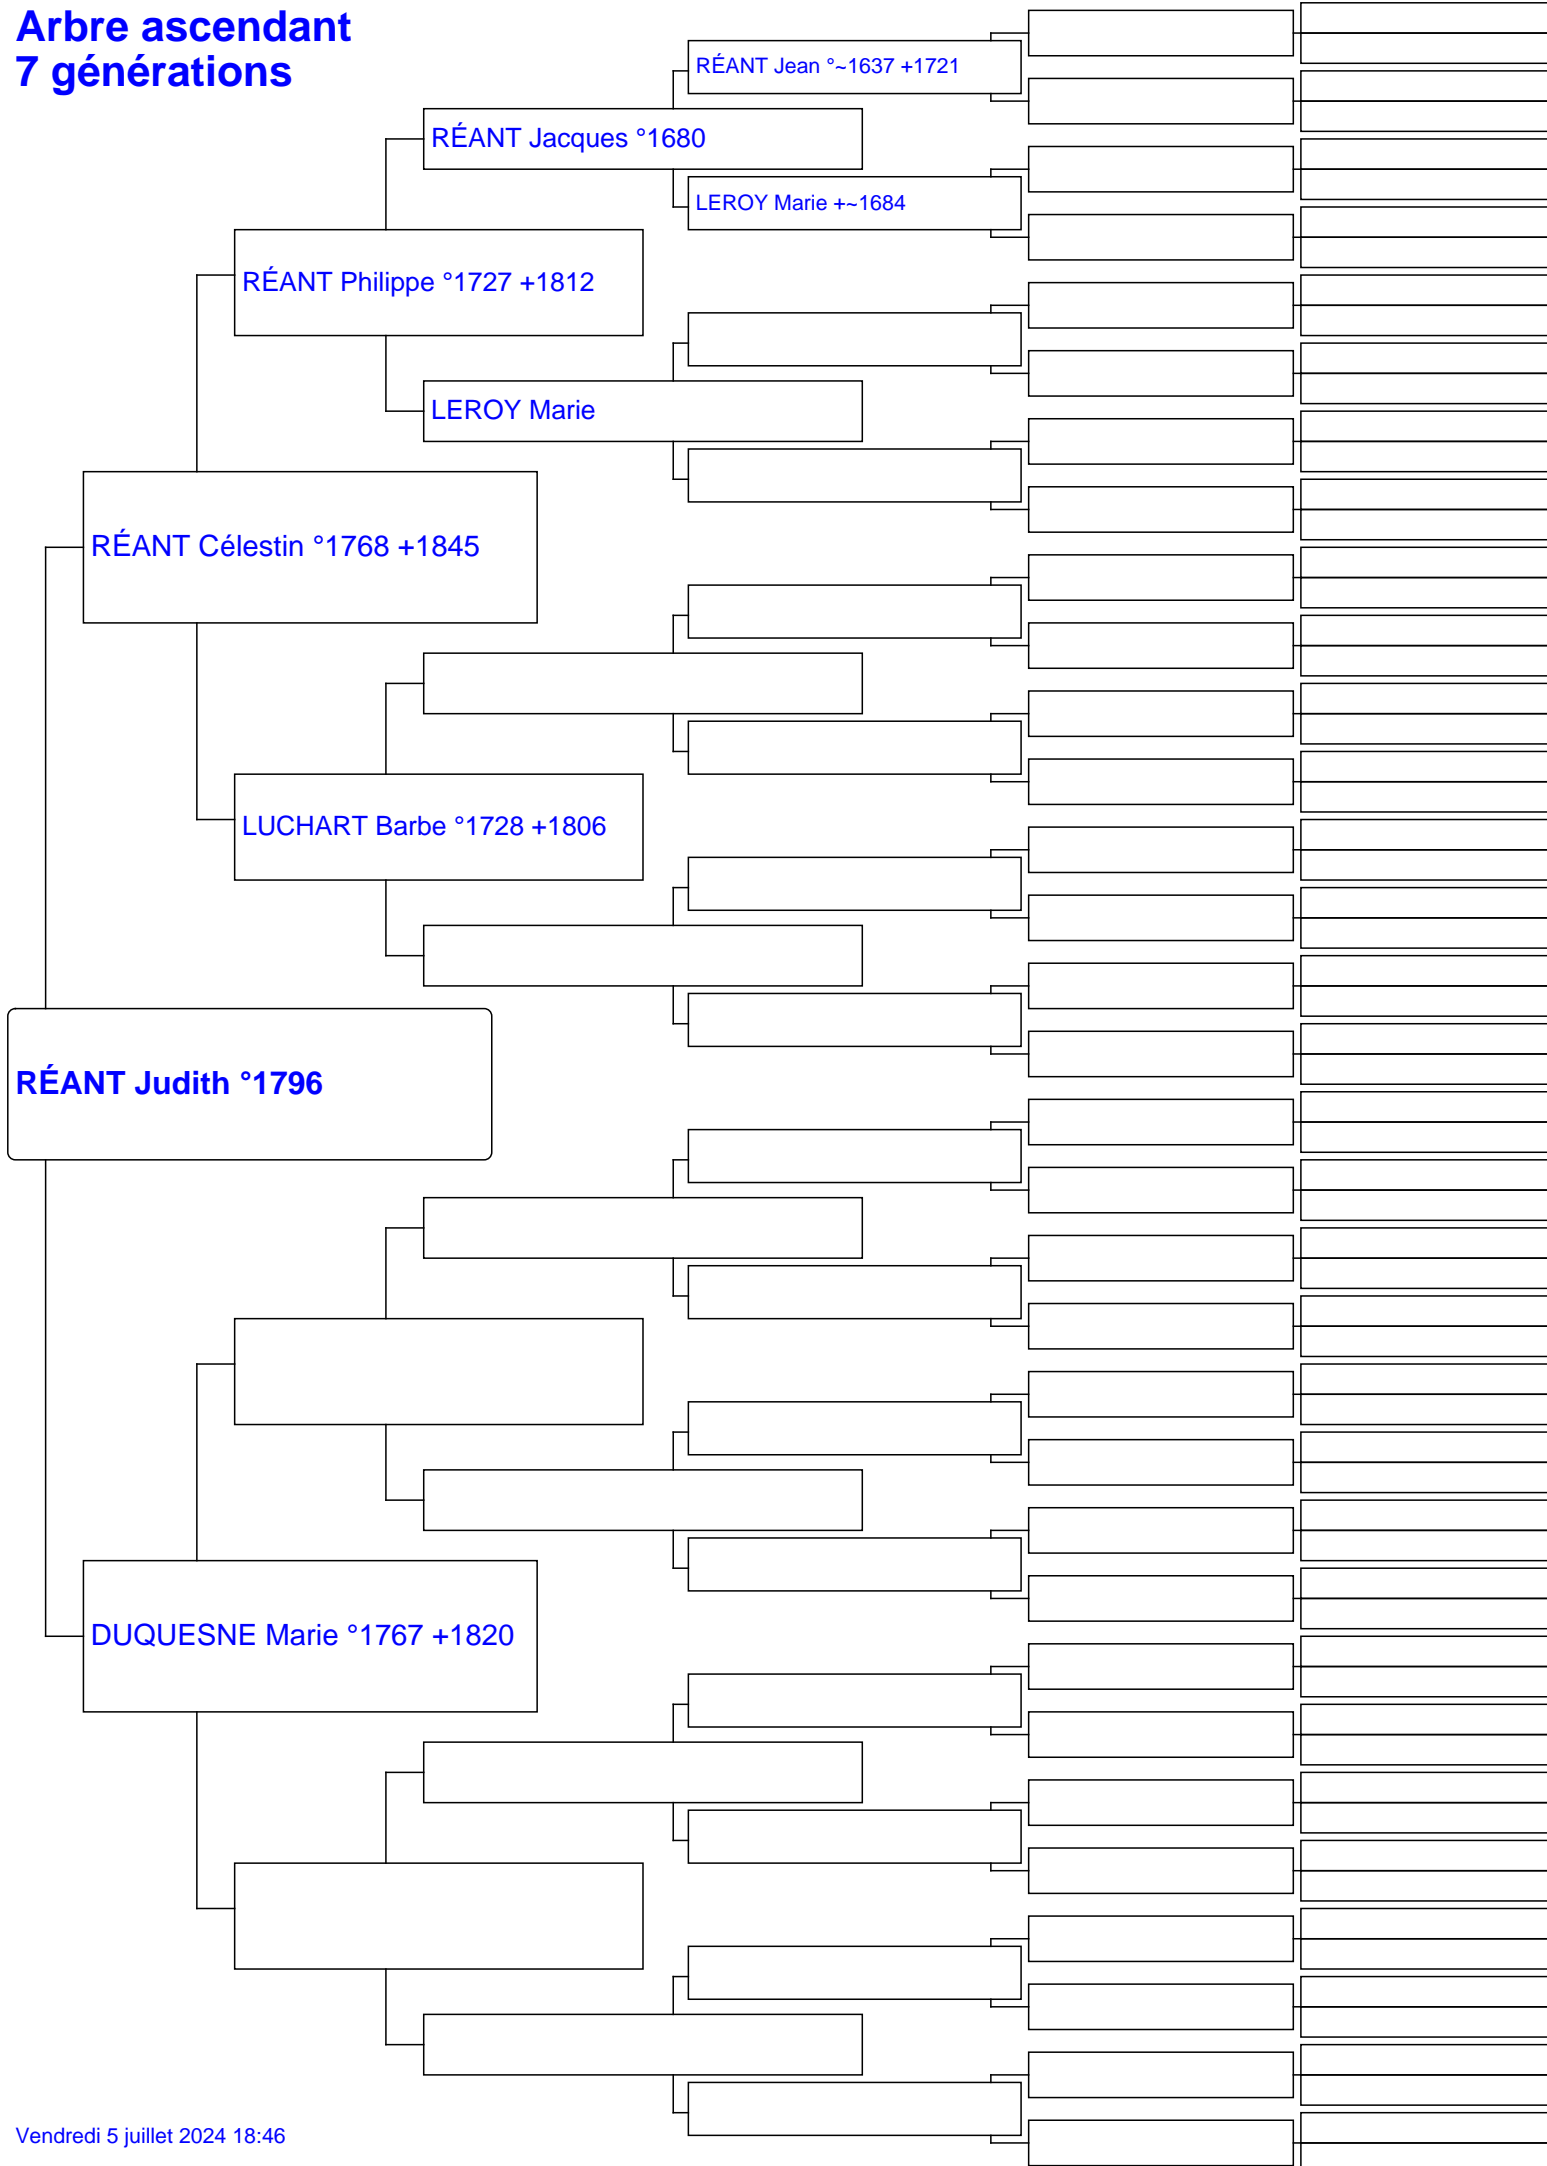 Arbre ascendant
7 générations
RÉANT Jean °~1637 +1721
RÉANT Jacques °1680
LEROY Marie +~1684
RÉANT Philippe °1727 +1812
LEROY Marie
RÉANT Célestin °1768 +1845
LUCHART Barbe °1728 +1806
RÉANT Judith °1796
DUQUESNE Marie °1767 +1820
Vendredi 5 juillet 2024 18:46